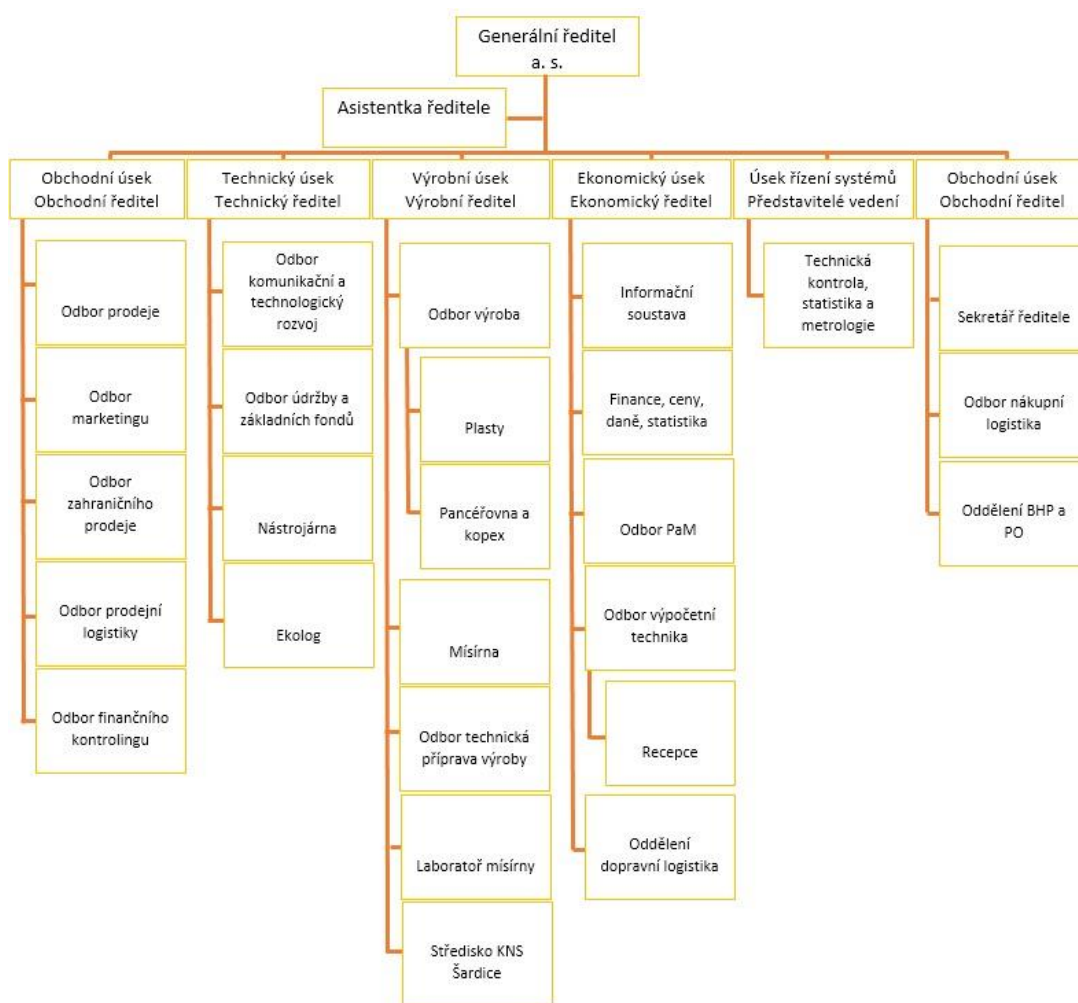 Generální ředitel
a. s.
Asistentka ředitele
Obchodní úsek
Obchodní ředitel
Technický úsek
Technický ředitel
Výrobní úsek
Výrobní ředitel
Ekonomický úsek
Ekonomický ředitel
Úsek řízení systémů
Představitelé vedení
Obchodní úsek
Obchodní ředitel
Odbor prodeje
Odbor
marketingu
Odbor
zahraničního
prodeje
Odbor prodejní
logistiky
Odbor finančního
kontrolingu
Odbor
komunikační a
technologický
rozvoj
Odbor údržby a
základních fondů
Nástrojárna
Ekolog
Odbor výroba
Plasty
Pancéřovna a
kopex
Mísírna
Odbor technická
příprava výroby
Laboratoř mísírny
Středisko KNS
Šardice
Informační
soustava
Finance, ceny,
daně, statistika
Odbor PaM
Odbor výpočetní
technika
Recepce
Oddělení
dopravní logistika
Technická
kontrola,
statistika a
metrologie
Sekretář ředitele
Odbor nákupní
logistika
Oddělení BHP a
PO